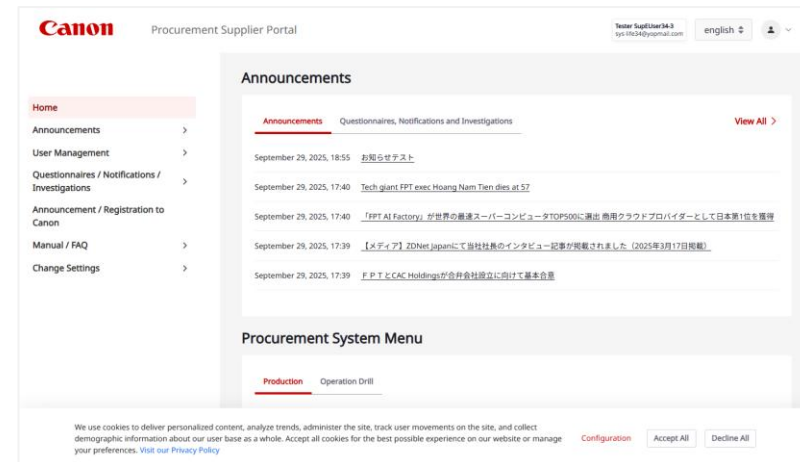 Canon
Procurement Supplier Portal
Tester SupEUser34-3
sys-life34@yopmail.com
english
Announcements
Home
Announcements
User Management
Questionnaires / Notifications /
Investigations
Announcement / Registration to
Canon
Manual / FAQ
Change Settings
Announcements
Questionnaires, Notifications and Investigations
View All
September 29, 2025, 18:55 お知らせテスト
September 29, 2025, 17:40 Tech giant FPT exec Hoang Nam Tien dies at 57
September 29, 2025, 17:40 「FPT AI Factory」が世界の最速スーパーコンピュータTOP500に選出 商用クラウドプロバイダーとして日本第1位を獲得
September 29, 2025, 17:39 【メディア】ZDNet Japanにて当社社長のインタビュー記事が掲載されました（2025年3月17日掲載）
September 29, 2025, 17:39 ＦＰＴとCAC Holdingsが合弁会社設立に向けて基本合意
Procurement System Menu
Production
Operation Drill
We use cookies to deliver personalized content, analyze trends, administer the site, track user movements on the site, and collect
demographic information about our user base as a whole. Accept all cookies for the best possible experience on our website or manage
your preferences. Visit our Privacy Policy
Configuration
Accept All
Decline All